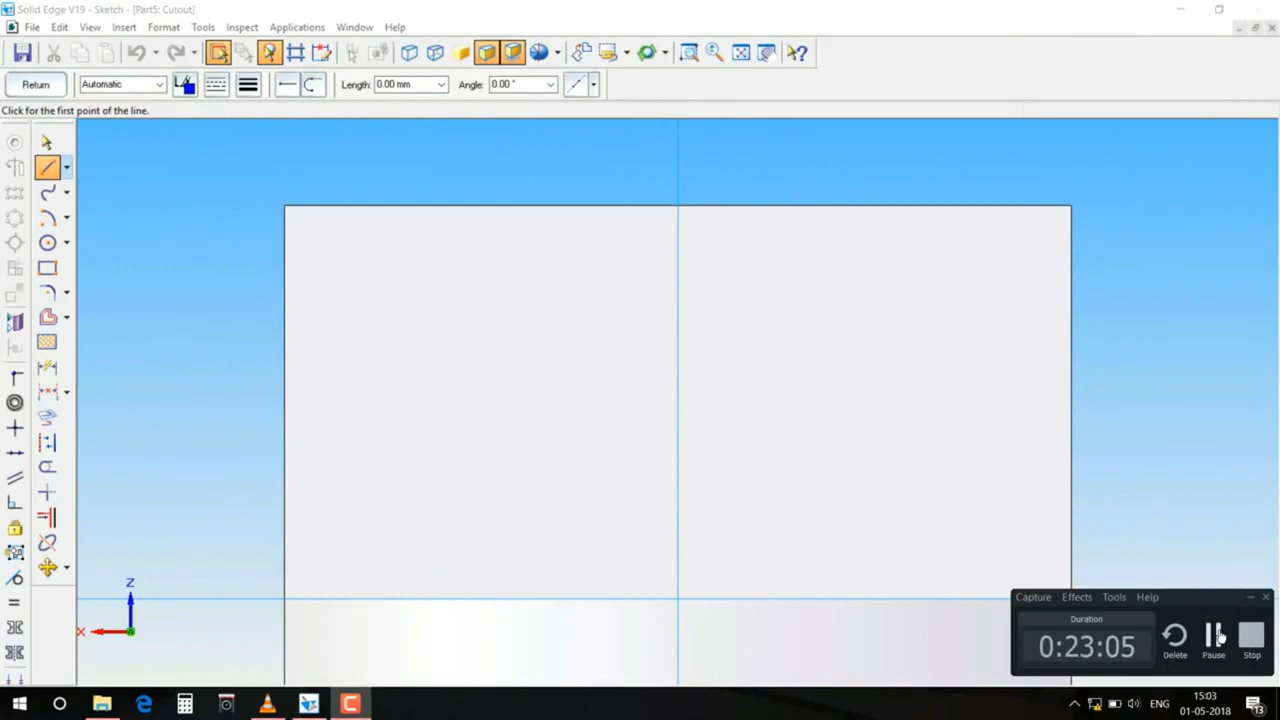 Solid Edge V19 - Sketch - [Part5: Cutout]
File Edit View Insert Format Tools Inspect Applications Window Help
Return Automatic Length: 0.00 mm Angle: 0.00 °
Click for the first point of the line.
Z
X
Capture Effects Tools Help
Duration
0:23:05
Delete Pause Stop
ENG 15:03
01-05-2018
13